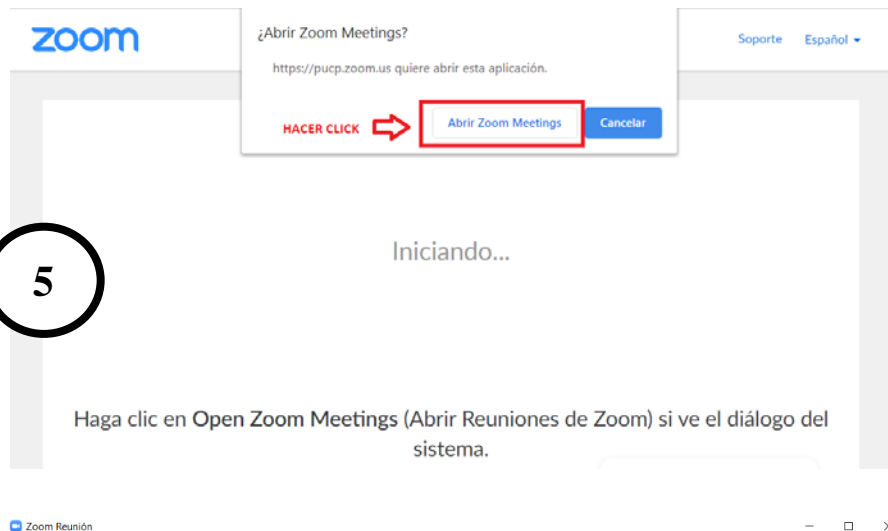 zoom
¿Abrir Zoom Meetings?
https://pucp.zoom.us quiere abrir esta aplicación.
HACER CLICK
Abrir Zoom Meetings
Cancelar
Soporte
Español
Iniciando...
5
Haga clic en Open Zoom Meetings (Abrir Reuniones de Zoom) si ve el diálogo del
sistema.
Zoom Reunión